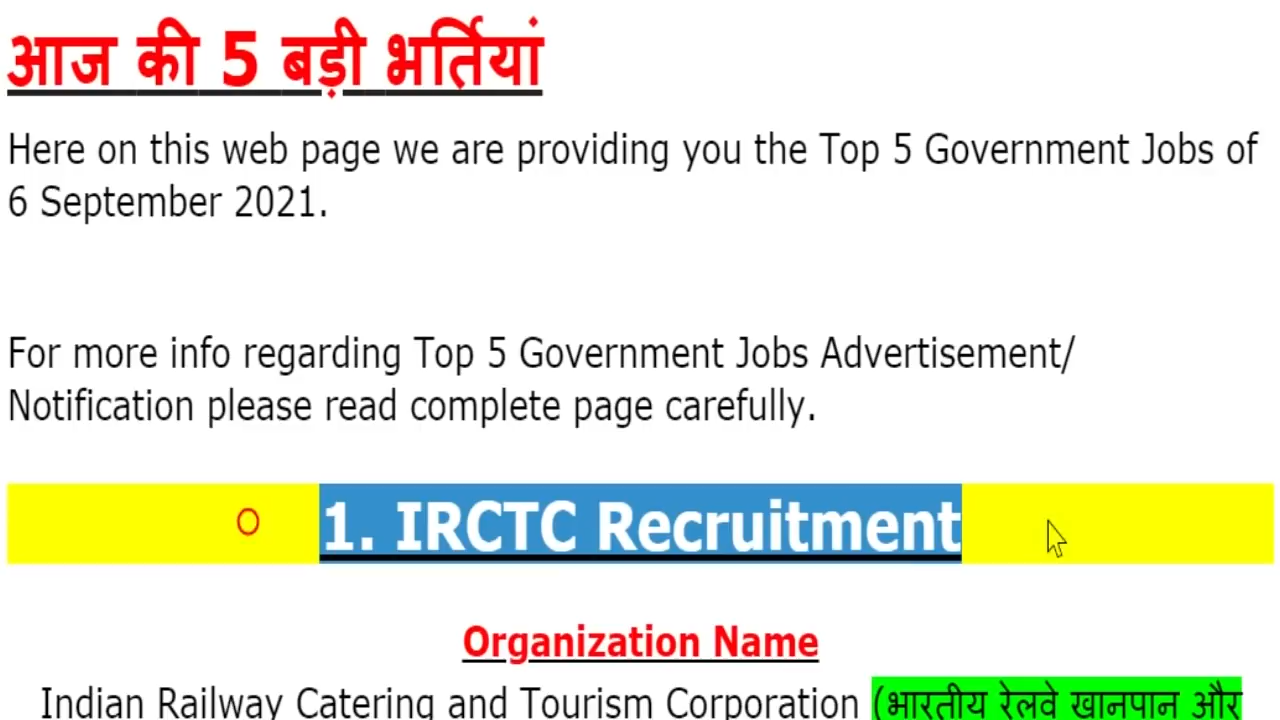 आज की 5 बड़ी भर्तियां
Here on this web page we are providing you the Top 5 Government Jobs of
6 September 2021.
For more info regarding Top 5 Government Jobs Advertisement/
Notification please read complete page carefully.
1. IRCTC Recruitment
Organization Name
Indian Railway Catering and Tourism Corporation (भारतीय रेलवे खानपान और